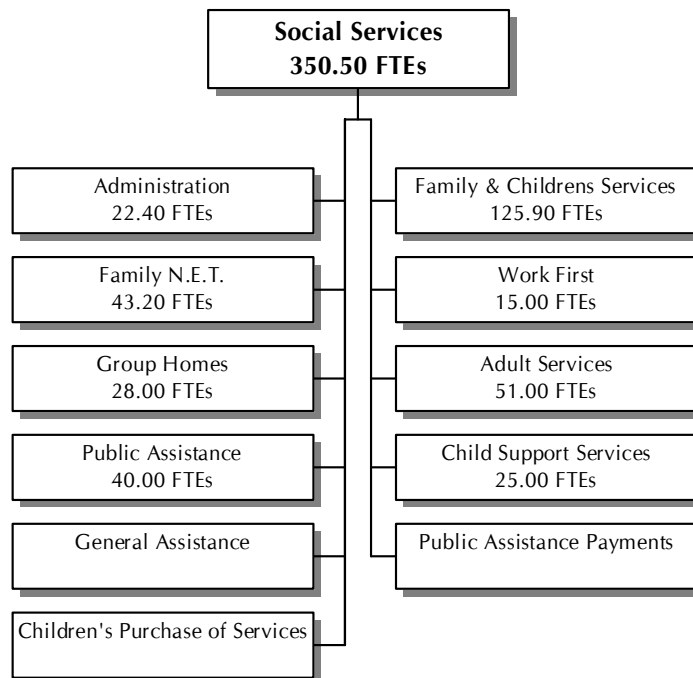 Social Services
350.50 FTEs
Administration
22.40 FTEs
Family & Childrens Services
125.90 FTEs
Family N.E.T.
43.20 FTEs
Work First
15.00 FTEs
Group Homes
28.00 FTEs
Adult Services
51.00 FTEs
Public Assistance
40.00 FTEs
Child Support Services
25.00 FTEs
General Assistance
Public Assistance Payments
Children's Purchase of Services